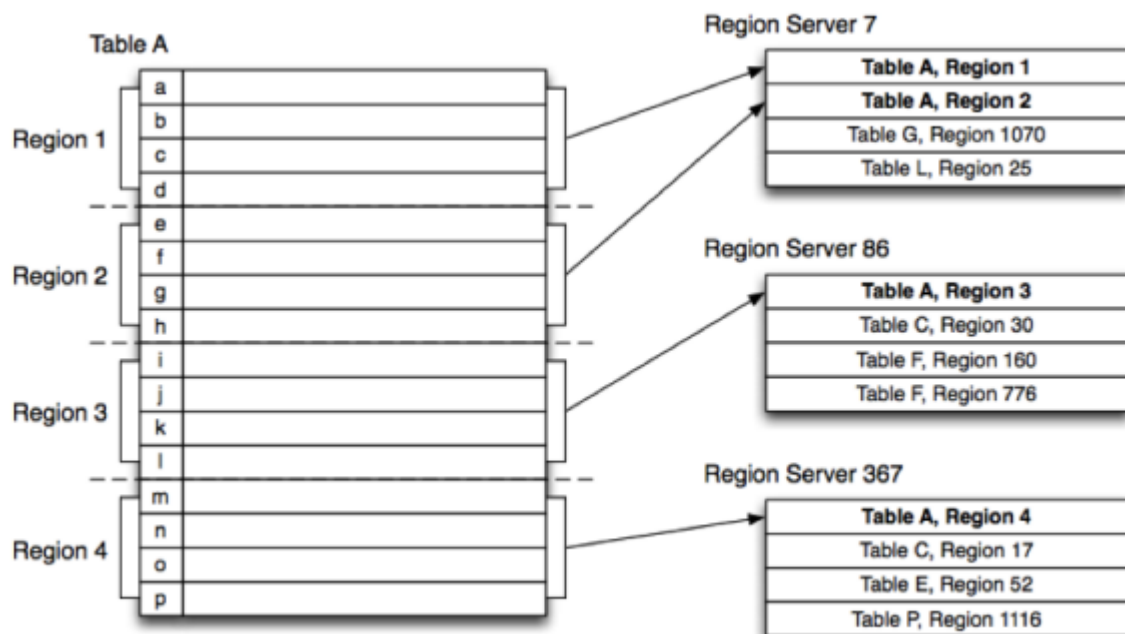 Table A
Region 1
a
b
c
d
Region 2
e
f
g
h
Region 3
i
j
k
l
Region 4
m
n
o
p
Region Server 7
Table A, Region 1
Table A, Region 2
Table G, Region 1070
Table L, Region 25
Region Server 86
Table A, Region 3
Table C, Region 30
Table F, Region 160
Table F, Region 776
Region Server 367
Table A, Region 4
Table C, Region 17
Table E, Region 52
Table P, Region 1116